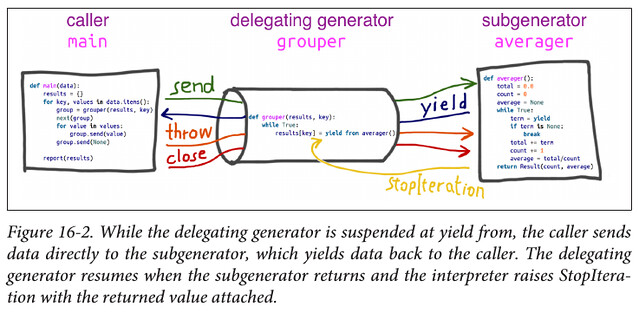 caller
main
delegating generator
grouper
subgenerator
averager
def main(data):
results = {}
for key, values in data.items():
group = grouper(results, key)
next(group)
for value in values:
group.send(value)
group.send(None)
report(results)
send
throw
close
def grouper(results, key):
while True:
results[key] = yield from averager()
yield
StopIteration
def averager():
total = 0.0
count = 0
average = None
while True:
term = yield
if term is None:
break
total += term
count += 1
average = total/count
return Result(count, average)
Figure 16-2. While the delegating generator is suspended at yield from, the caller sends
data directly to the subgenerator, which yields data back to the caller. The delegating
generator resumes when the subgenerator returns and the interpreter raises StopItera-
tion with the returned value attached.